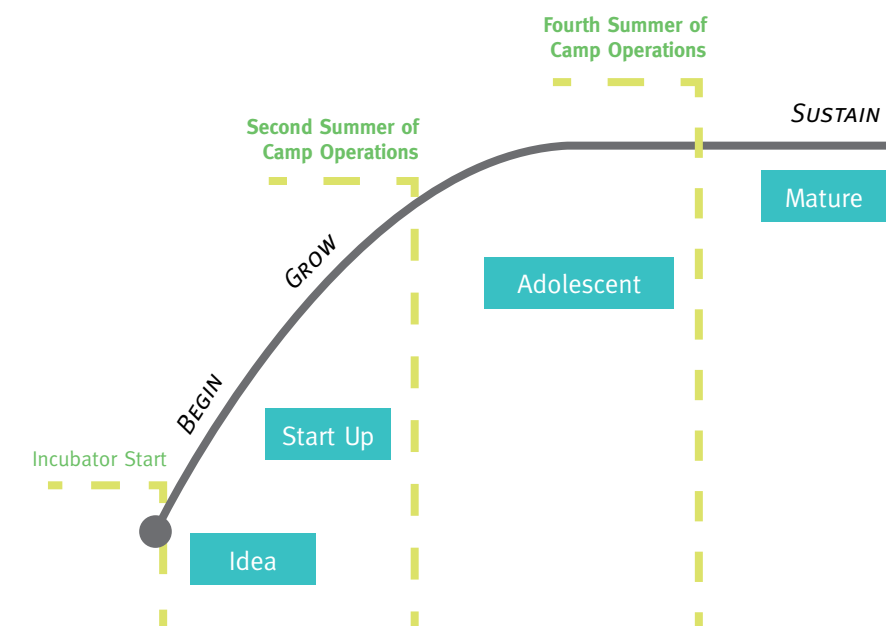 Fourth Summer of
Camp Operations
SUSTAIN
Second Summer of
Camp Operations
Mature
GROW
Adolescent
BEGIN
Start Up
Incubator Start
Idea